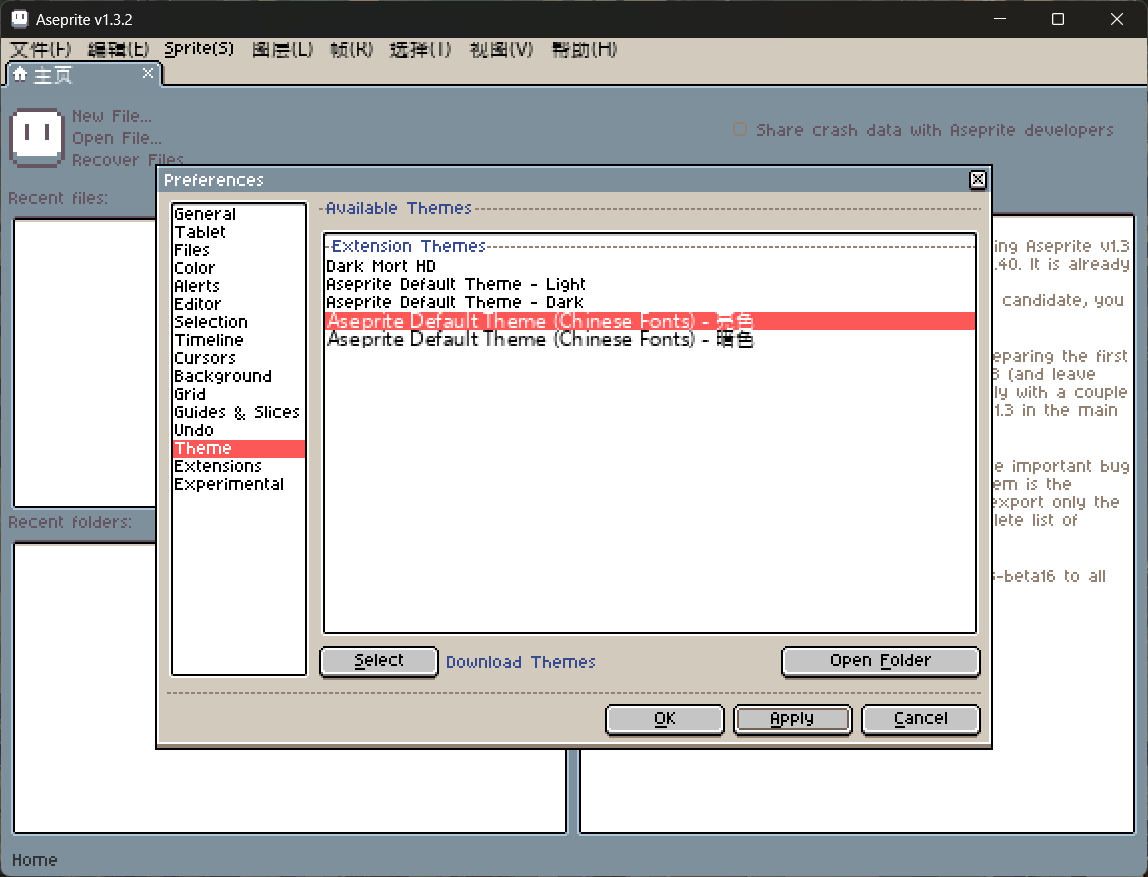 Aseprite v1.3.2
文件(F) 编辑(E) Sprite(S) 图层(L) 帧(R) 选择(T) 视图(V) 帮助(H)
主页
New File...
Open File...
Recover Files
Share crash data with Aseprite developers
Recent files:
Preferences
General
Tablet
Files
Color
Alerts
Editor
Selection
Timeline
Cursors
Background
Grid
Guides & Slices
Undo
Theme
Extensions
Experimental
Available Themes
Extension Themes
Dark Mort HD
Aseprite Default Theme - Light
Aseprite Default Theme - Dark
Aseprite Default Theme (Chinese Fonts) - 亮色
Aseprite Default Theme (Chinese Fonts) - 暗色
Select
Download Themes
Open Folder
OK
Apply
Cancel
ing Aseprite v1.3
.40. It is already
candidate, you
eparing the first
3 (and leave
ly with a couple
1.3 in the main
e important bug
em is the
export only the
lete list of
-beta16 to all
Recent folders:
Home